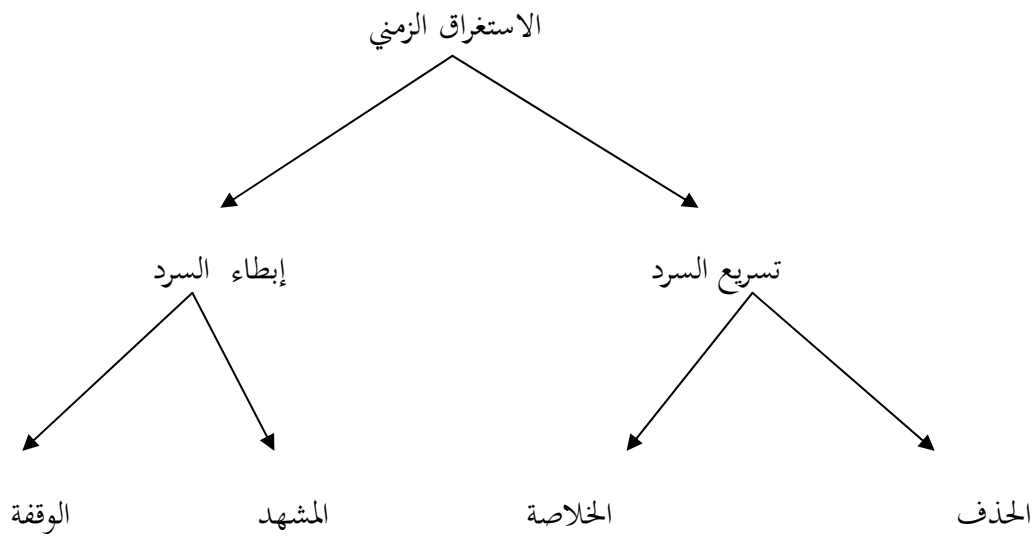 الاستغراق الزمني
تسريع السرد إبطاء السرد
الحذف الخلاصة المشهد الوقفة